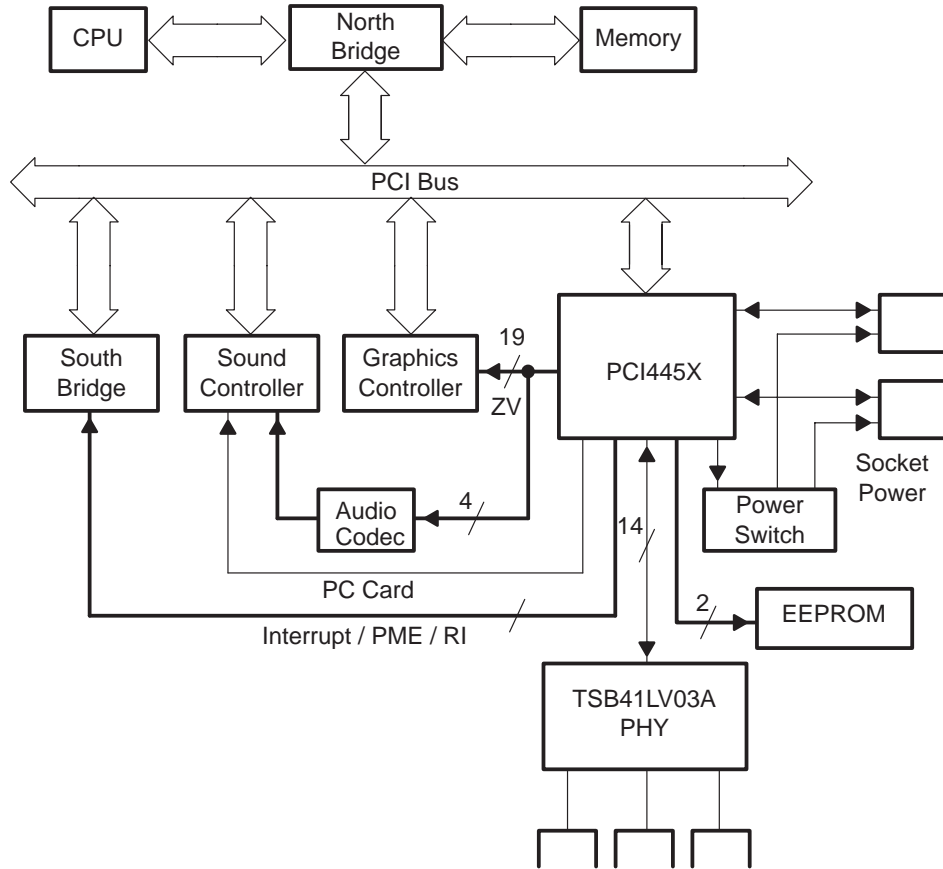 CPU
North
Bridge
Memory
PCI Bus
South
Bridge
Sound
Controller
Graphics
Controller
19
ZV
PCI445X
Socket
Power
Audio
Codec
4
Power
Switch
14
PC Card
2
EEPROM
Interrupt / PME / RI
TSB41LV03A
PHY